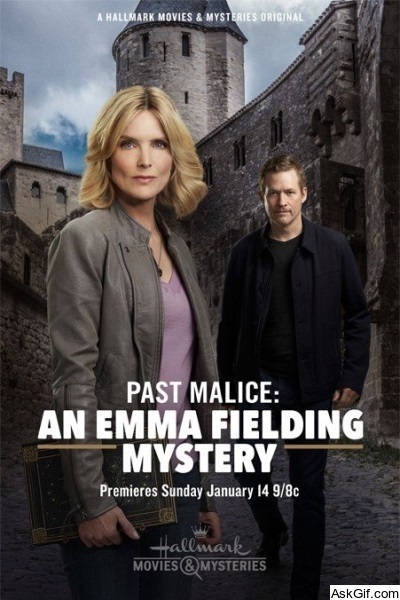 A HALLMARK MOVIES & MYSTERIES ORIGINAL
PAST MALICE:
AN EMMA FIELDING
MYSTERY
Premieres Sunday January 14 9/8c
Hallmark
MOVIES & MYSTERIES
AskGif.com